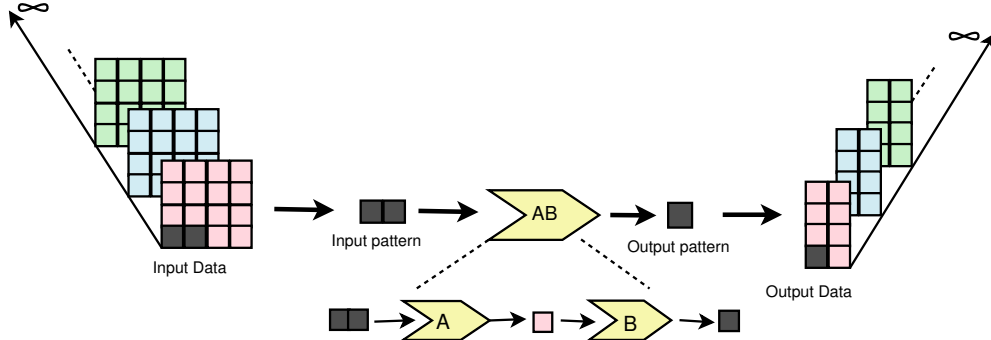 ∞
∞
AB
Input pattern
Output pattern
Input Data
Output Data
A
B